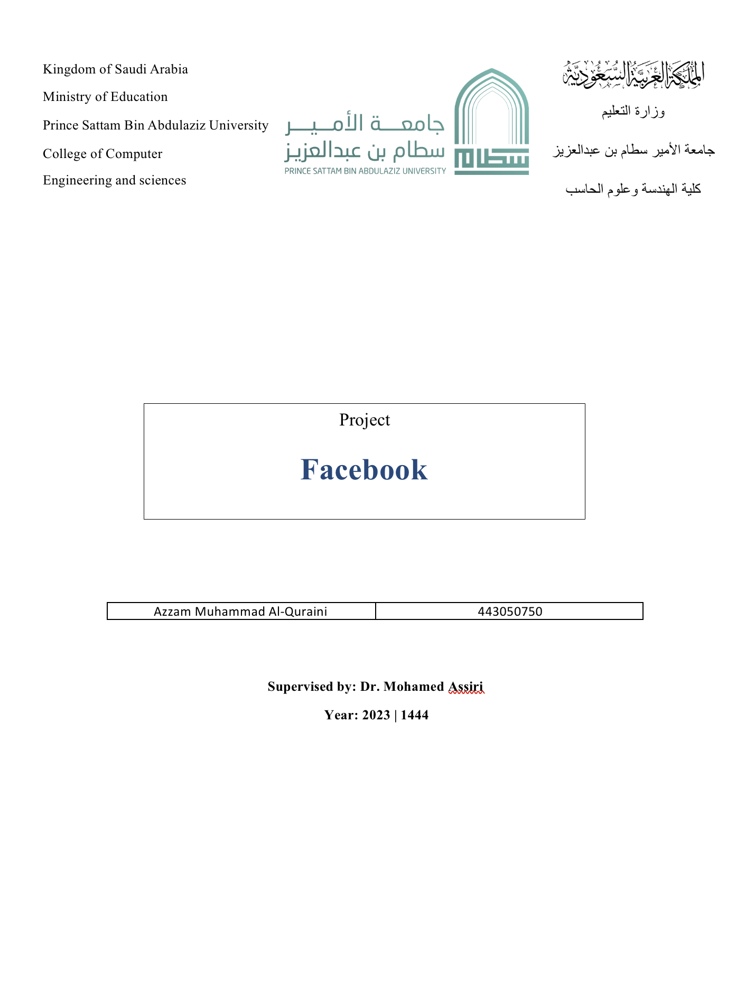 Kingdom of Saudi Arabia
Ministry of Education
Prince Sattam Bin Abdulaziz University
College of Computer
Engineering and sciences
جامعة الأمير
سطام بن عبدالعزيز
PRINCE SATTAM BIN ABDULAZIZ UNIVERSITY
سطام
المملكة العربية السعودية
وزارة التعليم
جامعة الأمير سطام بن عبدالعزيز
كلية الهندسة وعلوم الحاسب
Project
Facebook
Azzam Muhammad Al-Quraini 443050750
Supervised by: Dr. Mohamed Assiri
Year: 2023 | 1444